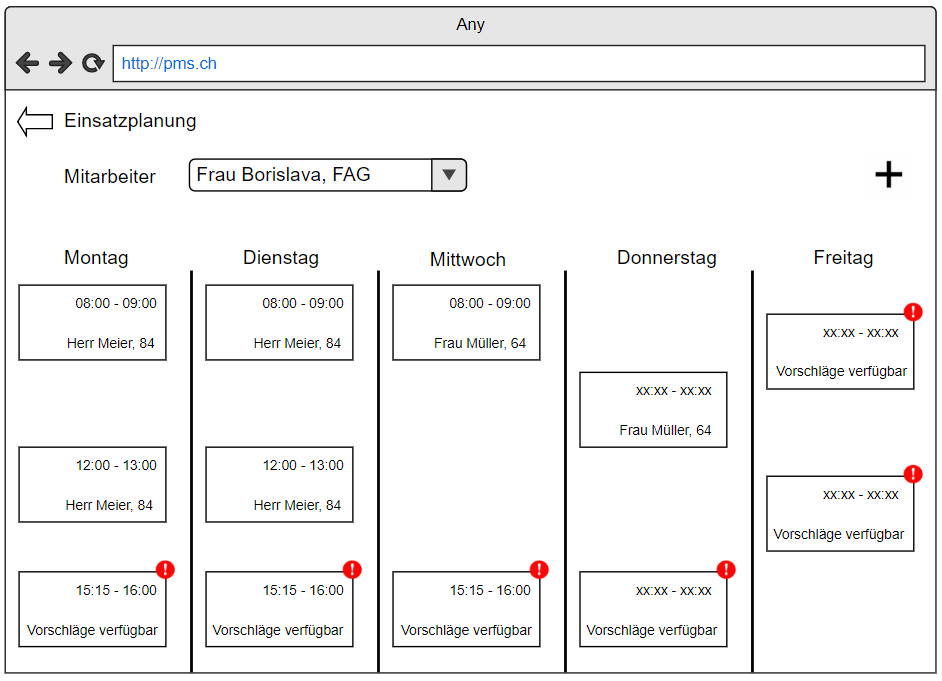 Any
http://pms.ch
Einsatzplanung
Mitarbeiter
Frau Borislava, FAG
Montag
08:00 - 09:00
Herr Meier, 84
12:00 - 13:00
Herr Meier, 84
15:15 - 16:00
Vorschläge verfügbar
Dienstag
08:00 - 09:00
Herr Meier, 84
12:00 - 13:00
Herr Meier, 84
15:15 - 16:00
Vorschläge verfügbar
Mittwoch
08:00 - 09:00
Frau Müller, 64
15:15 - 16:00
Vorschläge verfügbar
Donnerstag
xx:xx - xx:xx
Frau Müller, 64
xx:xx - xx:xx
Vorschläge verfügbar
Freitag
xx:xx - xx:xx
Vorschläge verfügbar
xx:xx - xx:xx
Vorschläge verfügbar